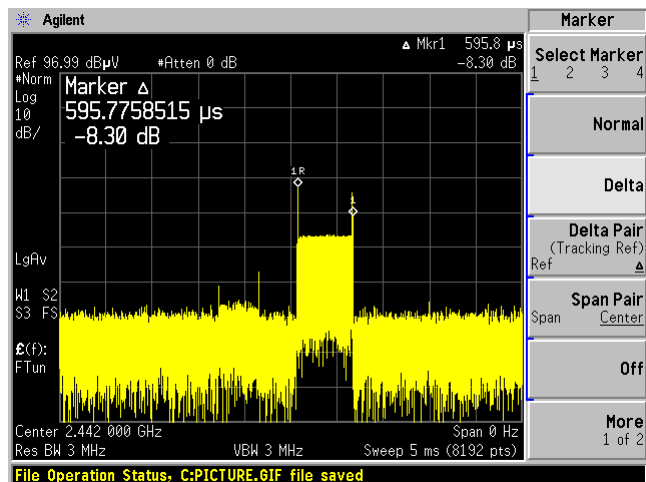 Agilent
Marker
Δ Mkr1 595.8 µs
Ref 96.99 dBµV #Atten 0 dB -8.30 dB
#Norm
Log
10
dB/
Marker Δ
595.7758515 µs
-8.30 dB
1R
1
LgAv
W1 S2
S3 FS
£(f):
FTun
Center 2.442 000 GHz Span 0 Hz
Res BW 3 MHz VBW 3 MHz Sweep 5 ms (8192 pts)
File Operation Status, C:PICTURE.GIF file saved
Select Marker
1 2 3 4
Normal
Delta
Delta Pair
(Tracking Ref)
Ref Δ
Span Pair
Span Center
Off
More
1 of 2